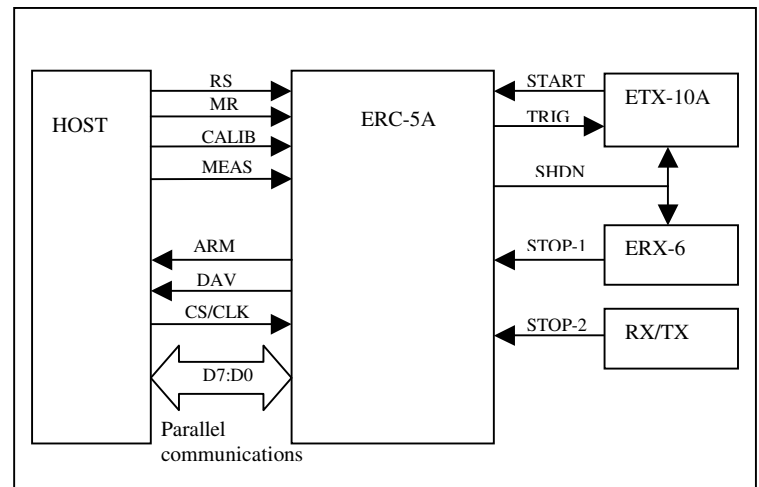 HOST
RS
MR
CALIB
MEAS
ARM
DAV
CS/CLK
D7:D0
Parallel
communications
ERC-5A
START
TRIG
SHDN
STOP-1
STOP-2
ETX-10A
ERX-6
RX/TX